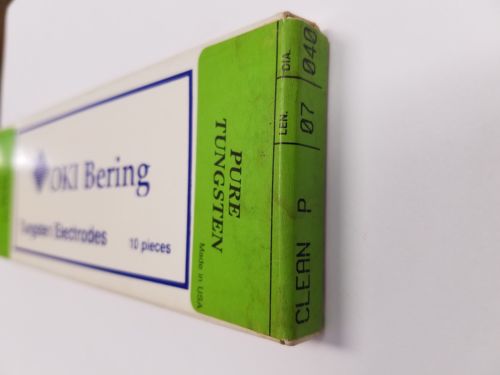 OKI Bering
Tungsten Electrodes
10 pieces
PURE
TUNGSTEN
Made in USA
CLEAN P
LEN. 07
DIA. 040